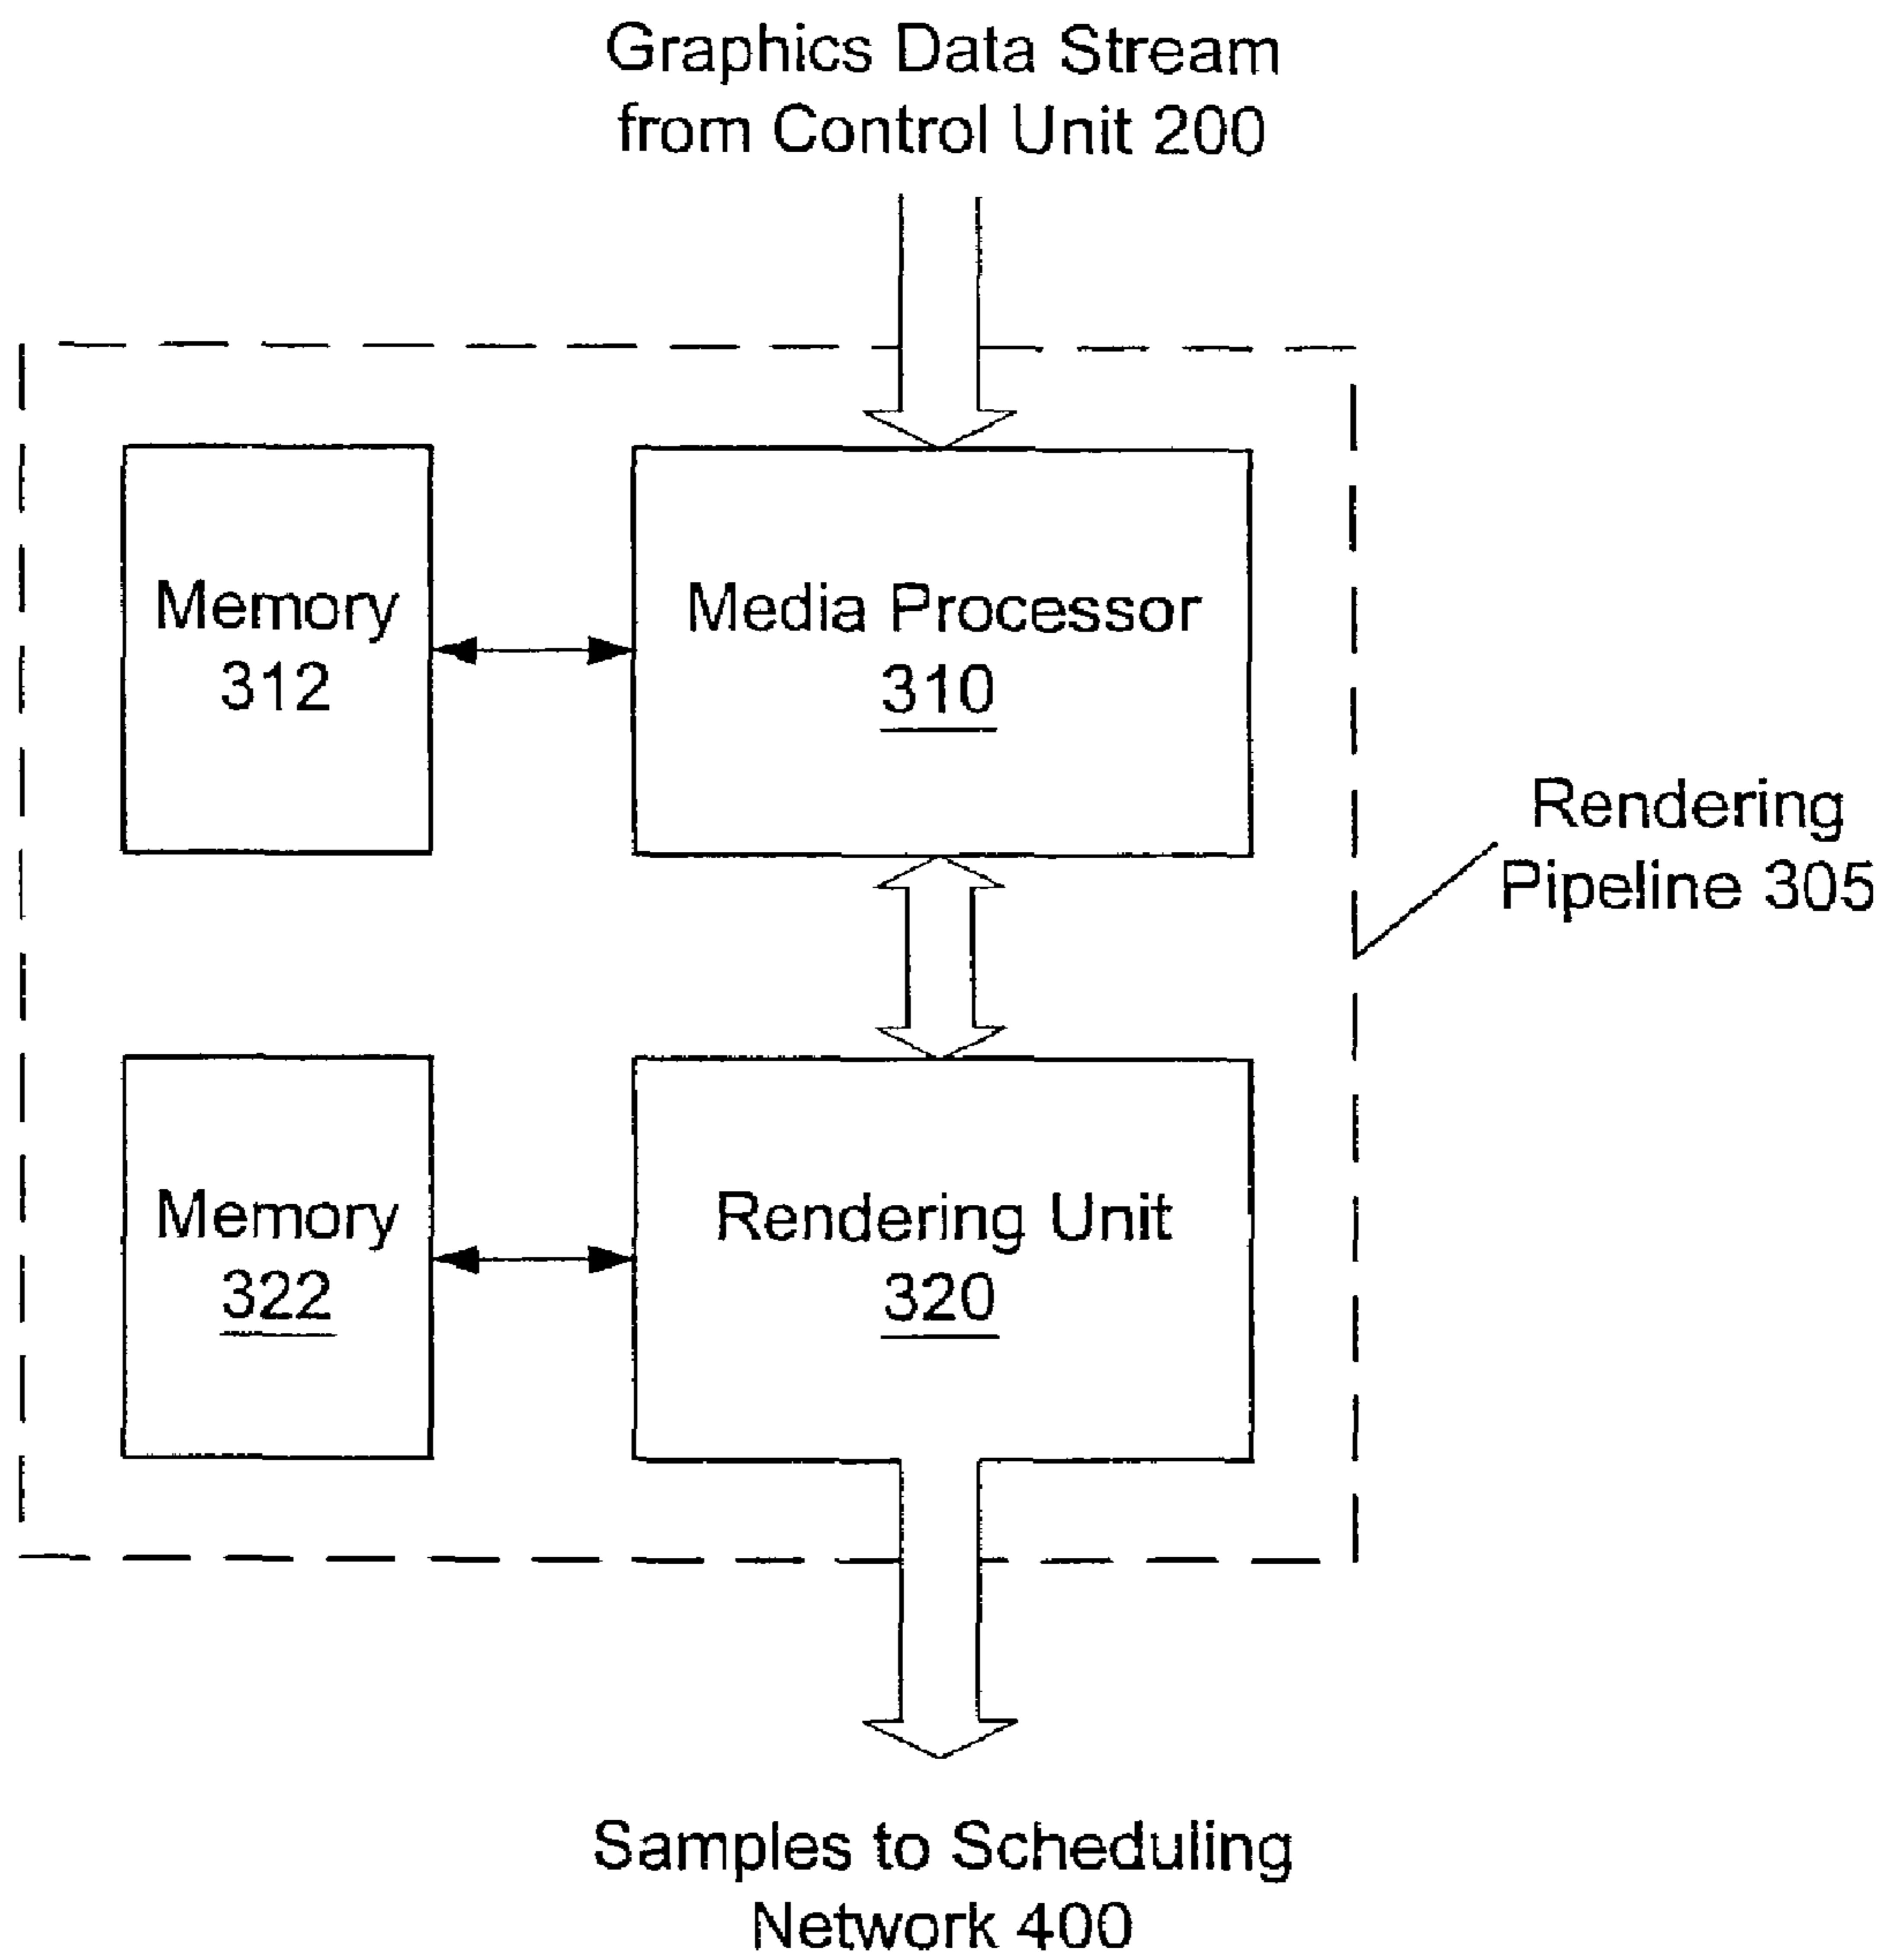 Graphics Data Stream
from Control Unit 200
Memory
312
Media Processor
310
Rendering
Pipeline 305
Memory
322
Rendering Unit
320
Samples to Scheduling
Network 400